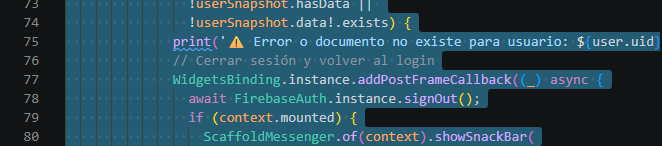 73 !userSnapshot.hasData ||
74 !userSnapshot.data!.exists) {
75 print('⚠️ Error o documento no existe para usuario: ${user.uid}
76 // Cerrar sesión y volver al login
77 WidgetsBinding.instance.addPostFrameCallback((_) async {
78 await FirebaseAuth.instance.signOut();
79 if (context.mounted) {
80 ScaffoldMessenger.of(context).showSnackBar(